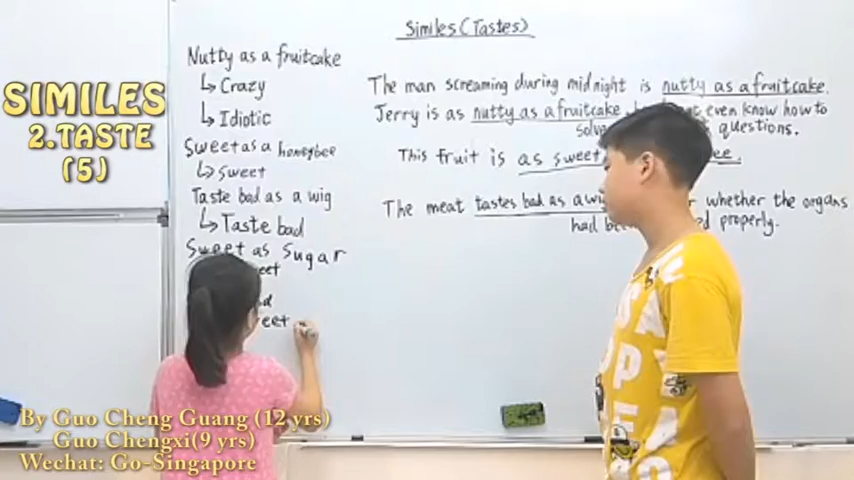 SIMILES
2.TASTE
(5)
Similes (Tastes)
Nutty as a fruitcake
Crazy
Idiotic
Sweet as a honeybee
Sweet
Taste bad as a wig
Taste bad
Sweet as Sugar
The man screaming during midnight is nutty as a fruitcake.
Jerry is as nutty as a fruitcake even know how to
solve questions.
This fruit is as sweet
The meat tastes bad as a whether the organs
had properly.
By Guo Cheng Guang (12 yrs)
Guo Chengxi(9 yrs)
Wechat: Go-Singapore